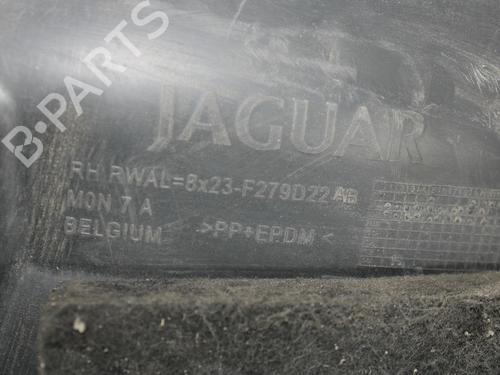 B-PARTS
JAGUAR
RH RWAL=8x23-F279D22 AB
MON 7 A
BELGIUM >PP+EPDM<